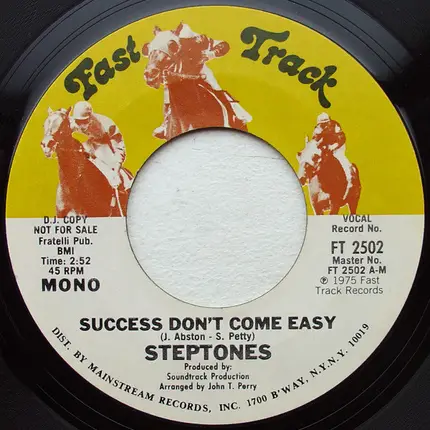 Fast Track
D.J. COPY
NOT FOR SALE
Fratelli Pub.
BMI
Time: 2:52
45 RPM
MONO
VOCAL
Record No.
FT 2502
Master No.
FT 2502 A-M
℗ 1975 Fast
Track Records
SUCCESS DON'T COME EASY
(J. Abston - S. Petty)
STEPTONES
Produced by:
Soundtrack Production
Arranged by John T. Perry
DIST. BY MAINSTREAM RECORDS, INC. 1700 B'WAY, N.Y.N.Y. 10019